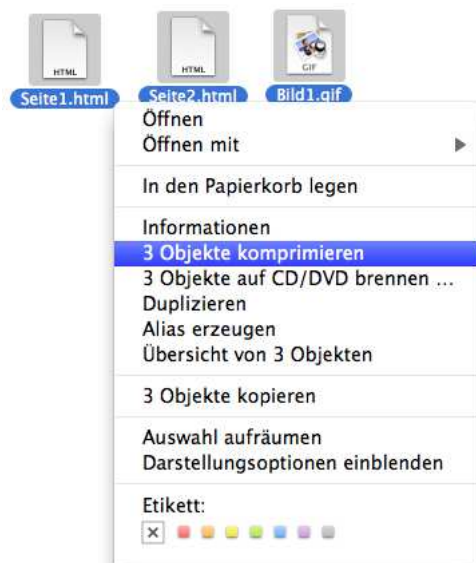 HTML HTML GIF
Seite1.html Seite2.html Bild1.gif
Öffnen
Öffnen mit
In den Papierkorb legen
Informationen
3 Objekte komprimieren
3 Objekte auf CD/DVD brennen ...
Duplizieren
Alias erzeugen
Übersicht von 3 Objekten
3 Objekte kopieren
Auswahl aufräumen
Darstellungsoptionen einblenden
Etikett: